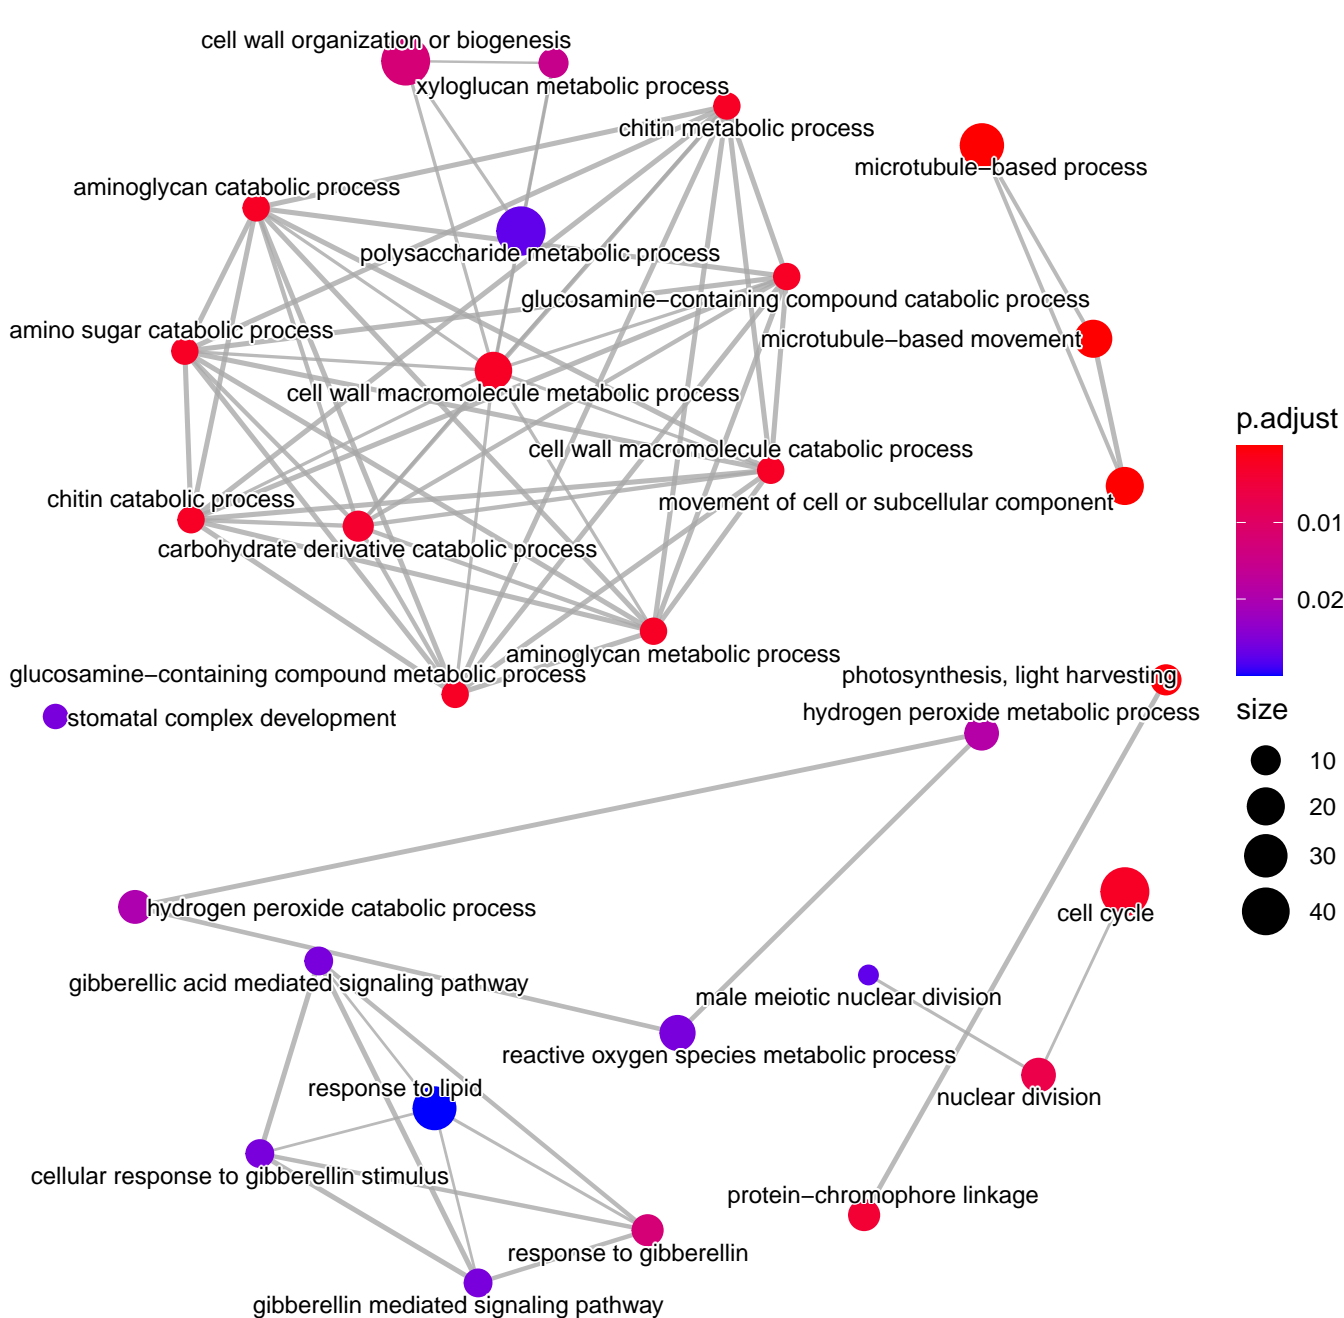 cell wall organization or biogenesis
xyloglucan metabolic process
chitin metabolic process
microtubule−based process
aminoglycan catabolic process
polysaccharide metabolic process
glucosamine−containing compound catabolic process
amino sugar catabolic process
microtubule−based movement
cell wall macromolecule metabolic process
cell wall macromolecule catabolic process
chitin catabolic process
movement of cell or subcellular component
carbohydrate derivative catabolic process
aminoglycan metabolic process
glucosamine−containing compound metabolic process
photosynthesis, light harvesting
stomatal complex development
hydrogen peroxide metabolic process
hydrogen peroxide catabolic process
cell cycle
gibberellic acid mediated signaling pathway
male meiotic nuclear division
reactive oxygen species metabolic process
response to lipid
nuclear division
cellular response to gibberellin stimulus
protein−chromophore linkage
response to gibberellin
gibberellin mediated signaling pathway
p.adjust
0.01
0.02
size
10
20
30
40